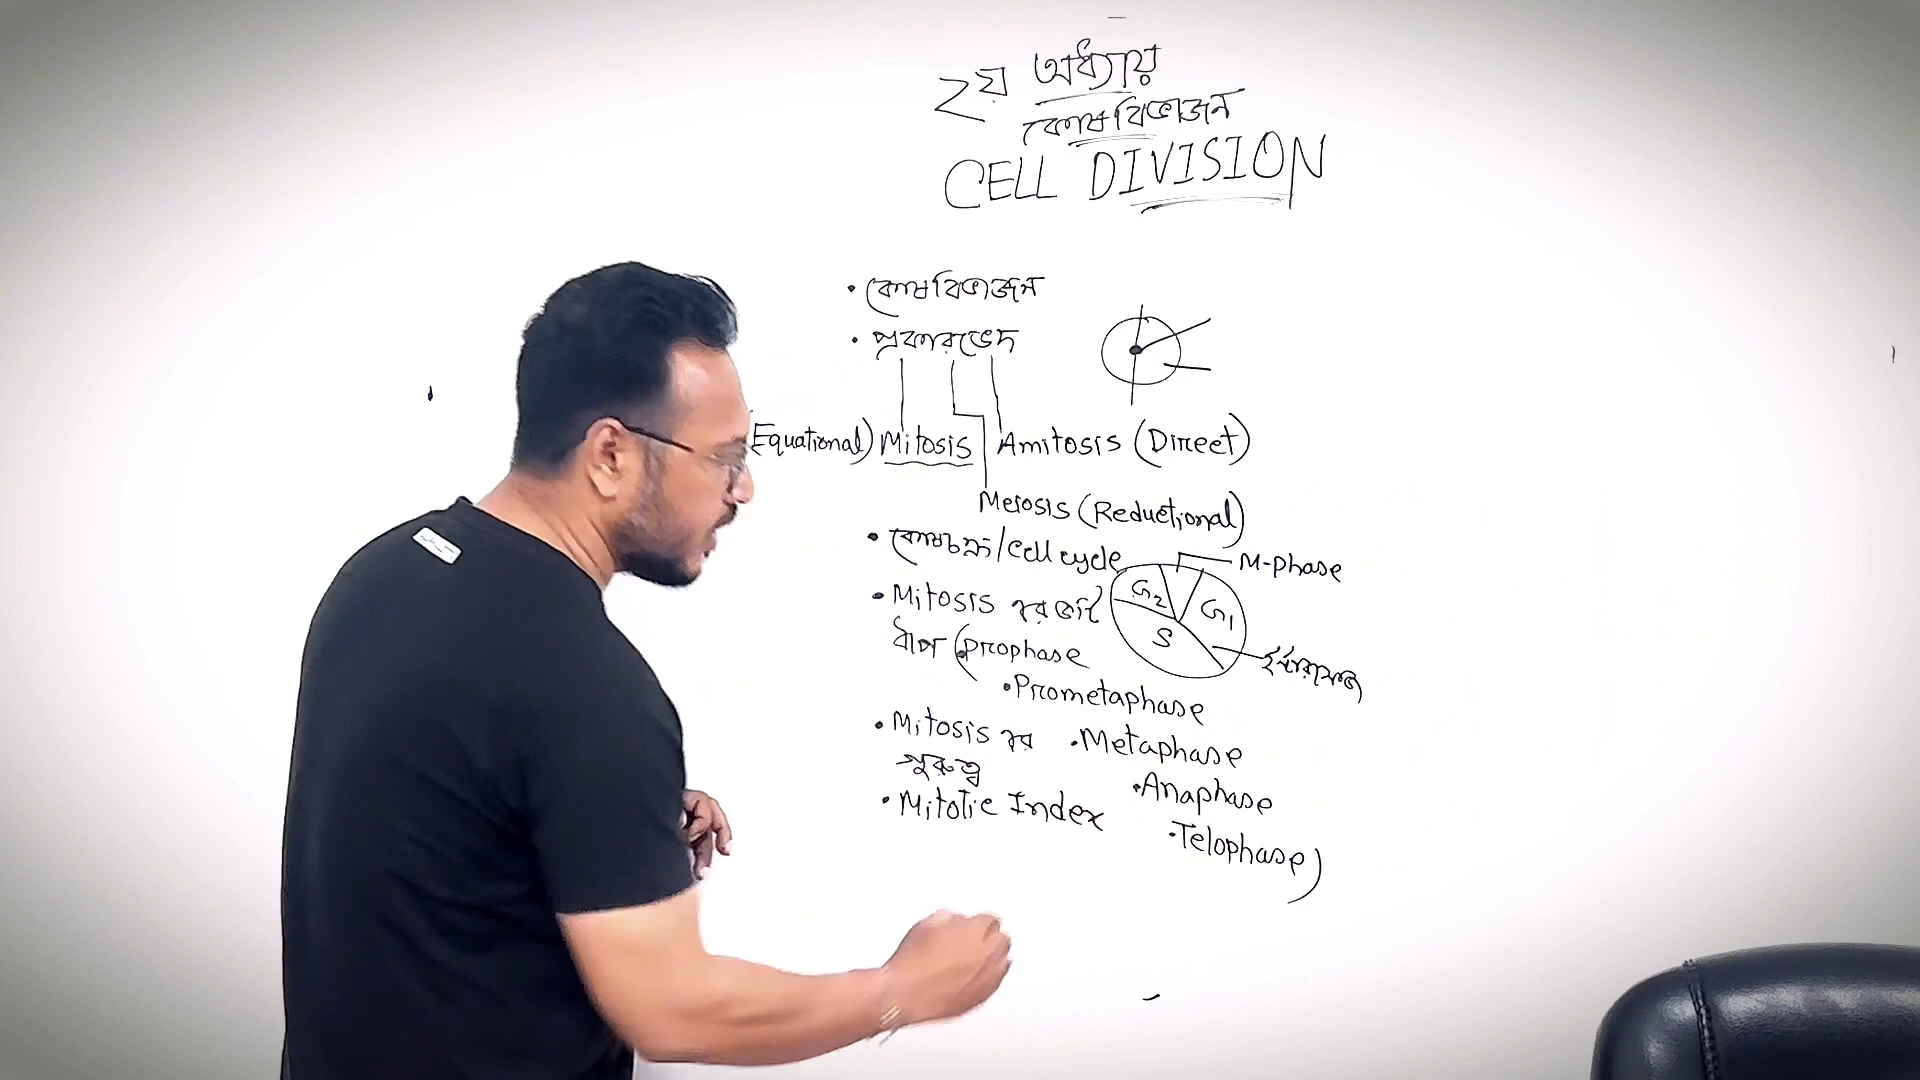 ২য় অধ্যায়
কোষ বিভাজন
CELL DIVISION
• কোষ বিভাজন
• প্রকারভেদ
(Equational) Mitosis
Amitosis (Direct)
Meiosis (Reductional)
• কোষচক্র/cell cycle
M-phase
G2
G1
S
ইন্টারফেজ
• Mitosis এর
ধাপ (• prophase
• Prometaphase
• Metaphase
• Anaphase
• Telophase)
• Mitosis এর
গুরুত্ব
• Mitotic Index